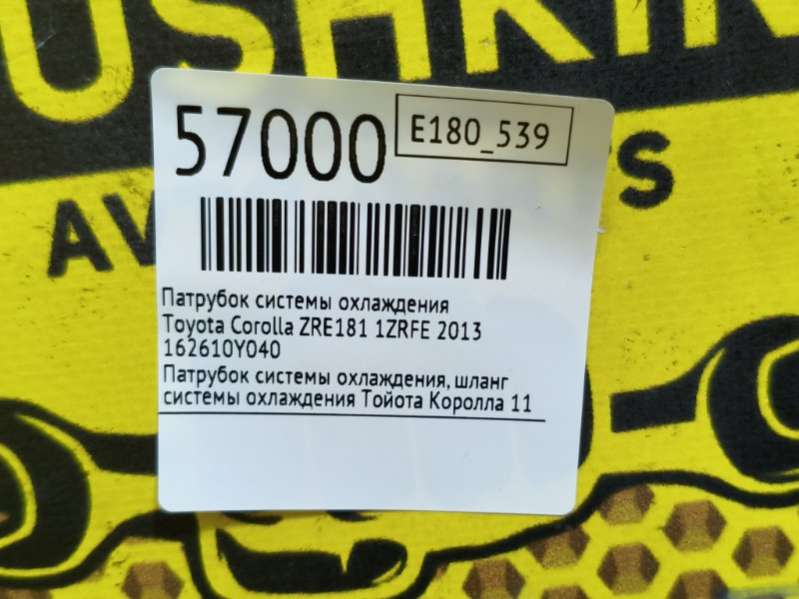 USHKIN
57000
E180_539
AV
S
Патрубок системы охлаждения
Toyota Corolla ZRE181 1ZRFE 2013
162610Y040
Патрубок системы охлаждения, шланг
системы охлаждения Тойота Королла 11